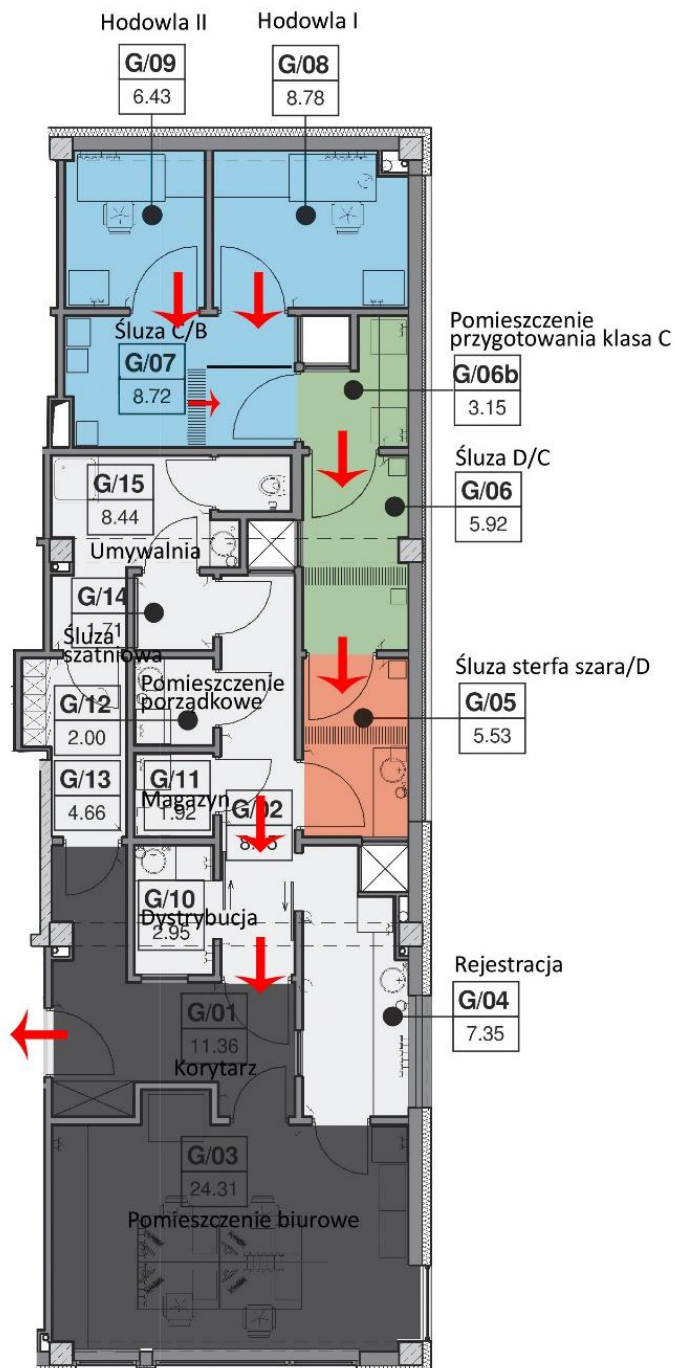 Hodowla II
G/09
6.43
Hodowla I
G/08
8.78
Śluza C/B
G/07
8.72
Pomieszczenie
przygotowania klasa C
G/06b
3.15
Śluza D/C
G/06
5.92
G/15
8.44
Umywalnia
G/14
1.71
Śluza
szatniowa
Pomieszczenie
porządkowe
G/12
2.00
Śluza sterfa szara/D
G/05
5.53
G/13
4.66
G/11
1.92
Magazyn
G/02
G/10
2.95
Dystrybucja
Rejestracja
G/04
7.35
G/01
11.36
Korytarz
G/03
24.31
Pomieszczenie biurowe